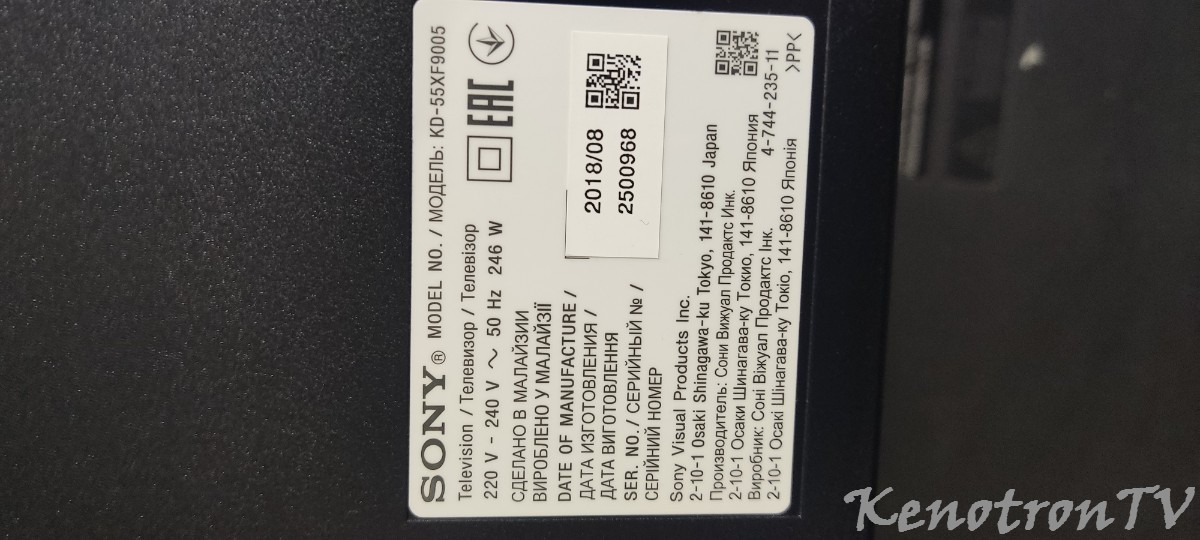 SONY® MODEL NO. / МОДЕЛЬ: KD-55XF9005
Television / Телевизор / Телевізор
220 V - 240 V ~ 50 Hz 246 W
СДЕЛАНО В МАЛАЙЗИИ
ВИРОБЛЕНО У МАЛАЙЗІЇ
EAC
DATE OF MANUFACTURE /
ДАТА ИЗГОТОВЛЕНИЯ /
ДАТА ВИГОТОВЛЕННЯ
2018/08
SER. NO. / СЕРИЙНЫЙ № /
СЕРІЙНИЙ НОМЕР
2500968
Sony Visual Products Inc.
2-10-1 Osaki Shinagawa-ku Tokyo, 141-8610 Japan
Производитель: Сони Вижуал Продактс Инк.
2-10-1 Осаки Шинагава-ку Токио, 141-8610 Япония
Виробник: Соні Віжуал Продактс Інк.
2-10-1 Осакі Шінагава-ку Токіо, 141-8610 Японія
4-744-235-11
>PP<
KenotronTV